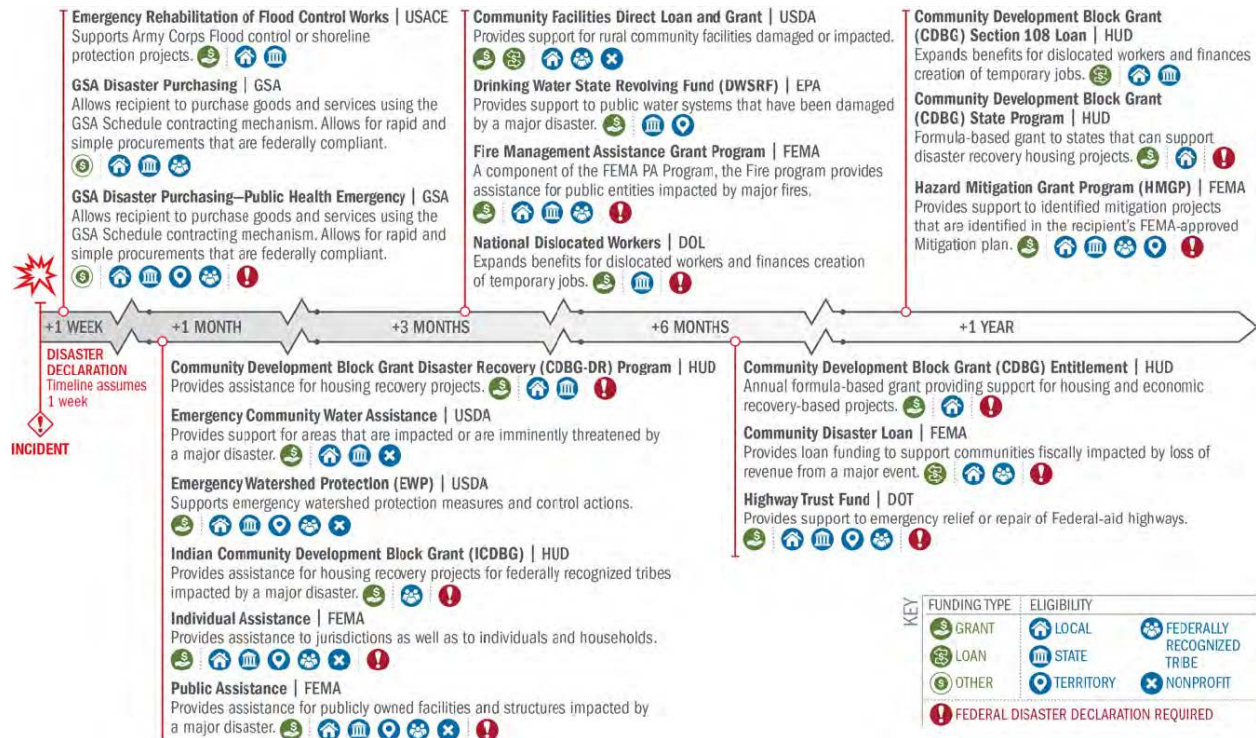 Emergency Rehabilitation of Flood Control Works | USACE
Supports Army Corps Flood control or shoreline
protection projects.
GSA Disaster Purchasing | GSA
Allows recipient to purchase goods and services using the
GSA Schedule contracting mechanism. Allows for rapid and
simple procurements that are federally compliant.
GSA Disaster Purchasing—Public Health Emergency | GSA
Allows recipient to purchase goods and services using the
GSA Schedule contracting mechanism. Allows for rapid and
simple procurements that are federally compliant.
Community Facilities Direct Loan and Grant | USDA
Provides support for rural community facilities damaged or impacted.
Drinking Water State Revolving Fund (DWSRF) | EPA
Provides support to public water systems that have been damaged
by a major disaster.
Fire Management Assistance Grant Program | FEMA
A component of the FEMA PA Program, the Fire program provides
assistance for public entities impacted by major fires.
National Dislocated Workers | DOL
Expands benefits for dislocated workers and finances creation
of temporary jobs.
Community Development Block Grant
(CDBG) Section 108 Loan | HUD
Expands benefits for dislocated workers and finances
creation of temporary jobs.
Community Development Block Grant
(CDBG) State Program | HUD
Formula-based grant to states that can support
disaster recovery housing projects.
Hazard Mitigation Grant Program (HMGP) | FEMA
Provides support to identified mitigation projects
that are identified in the recipient's FEMA-approved
Mitigation plan.
+1 WEEK
+1 MONTH
+3 MONTHS
+6 MONTHS
+1 YEAR
DISASTER
DECLARATION
Timeline assumes
1 week
INCIDENT
Community Development Block Grant Disaster Recovery (CDBG-DR) Program | HUD
Provides assistance for housing recovery projects.
Emergency Community Water Assistance | USDA
Provides support for areas that are impacted or are imminently threatened by
a major disaster.
Emergency Watershed Protection (EWP) | USDA
Supports emergency watershed protection measures and control actions.
Indian Community Development Block Grant (ICDBG) | HUD
Provides assistance for housing recovery projects for federally recognized tribes
impacted by a major disaster.
Individual Assistance | FEMA
Provides assistance to jurisdictions as well as to individuals and households.
Public Assistance | FEMA
Provides assistance for publicly owned facilities and structures impacted by
a major disaster.
Community Development Block Grant (CDBG) Entitlement | HUD
Annual formula-based grant providing support for housing and economic
recovery-based projects.
Community Disaster Loan | FEMA
Provides loan funding to support communities fiscally impacted by loss of
revenue from a major event.
Highway Trust Fund | DOT
Provides support to emergency relief or repair of Federal-aid highways.
KEY
FUNDING TYPE
GRANT
LOAN
OTHER
ELIGIBILITY
LOCAL
STATE
TERRITORY
FEDERALLY
RECOGNIZED
TRIBE
NONPROFIT
FEDERAL DISASTER DECLARATION REQUIRED